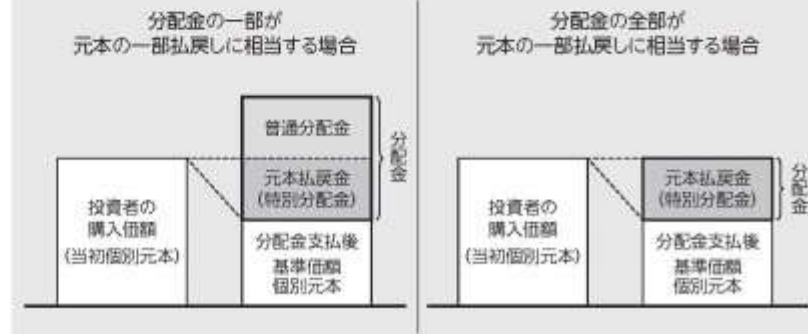 分配金の一部が
元本の一部払戻しに相当する場合
普通分配金
元本払戻金
(特別分配金)
分配金
投資者の
購入価額
(当初個別元本)
分配金支払後
基準価額
個別元本
分配金の全部が
元本の一部払戻しに相当する場合
元本払戻金
(特別分配金)
分配金
投資者の
購入価額
(当初個別元本)
分配金支払後
基準価額
個別元本